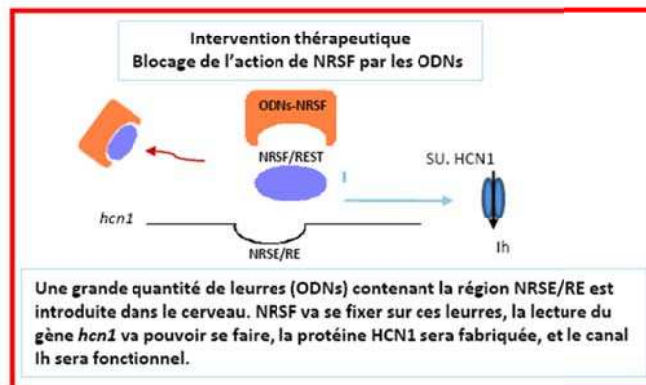 Intervention thérapeutique
Blocage de l'action de NRSF par les ODNs
ODNs-NRSF
NRSF/REST
SU. HCN1
hcn1
NRSE/RE
Ih
Une grande quantité de leurres (ODNs) contenant la région NRSE/RE est
introduite dans le cerveau. NRSF va se fixer sur ces leurres, la lecture du
gène hcn1 va pouvoir se faire, la protéine HCN1 sera fabriquée, et le canal
Ih sera fonctionnel.